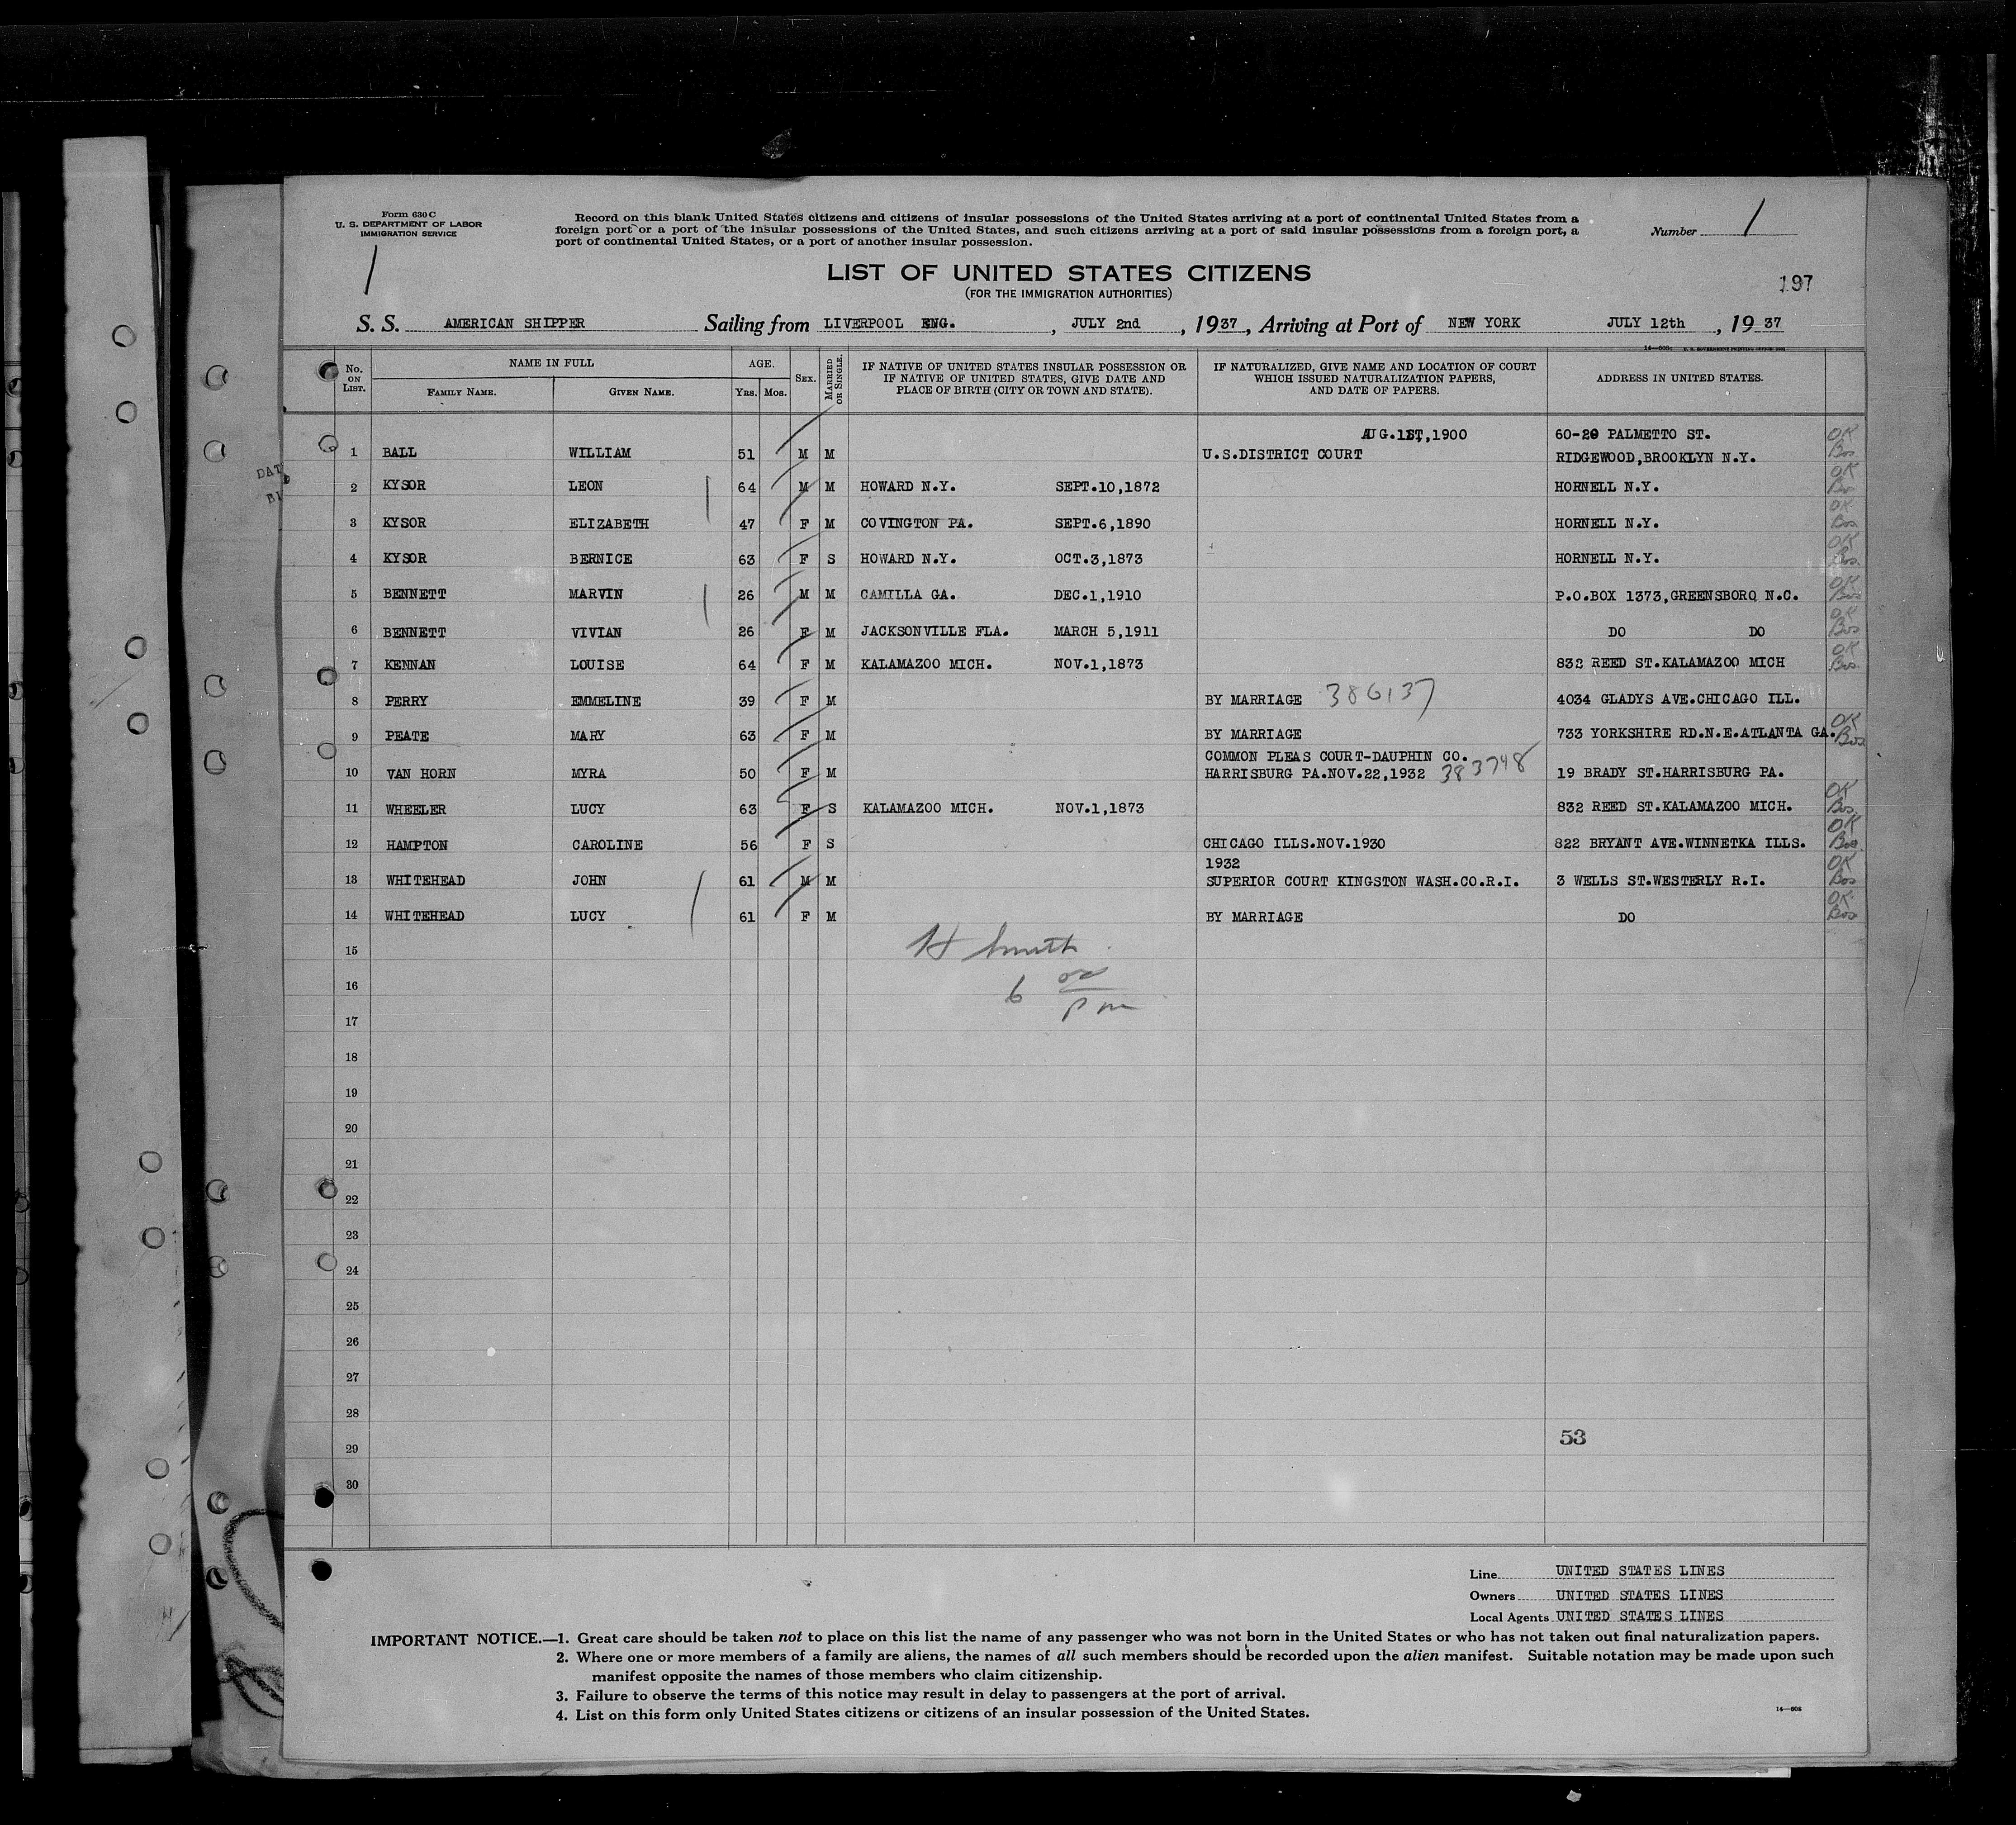 Form 630 C
U. S. DEPARTMENT OF LABOR
IMMIGRATION SERVICE
1
Record on this blank United States citizens and citizens of insular possessions of the United States arriving at a port of continental United States from a
foreign port or a port of the insular possessions of the United States, and such citizens arriving at a port of said insular possessions from a foreign port, a
port of continental United States, or a port of another insular possession.
Number 1
LIST OF UNITED STATES CITIZENS
(FOR THE IMMIGRATION AUTHORITIES)
197
S. S. AMERICAN SHIPPER Sailing from LIVERPOOL ENG. , JULY 2nd , 1937, Arriving at Port of NEW YORK JULY 12th , 19 37
No. ON LIST. NAME IN FULL FAMILY NAME. GIVEN NAME. AGE. YRS. MOS. SEX. MARRIED OR SINGLE. IF NATIVE OF UNITED STATES INSULAR POSSESSION OR IF NATIVE OF UNITED STATES, GIVE DATE AND PLACE OF BIRTH (CITY OR TOWN AND STATE). IF NATURALIZED, GIVE NAME AND LOCATION OF COURT WHICH ISSUED NATURALIZATION PAPERS, AND DATE OF PAPERS. ADDRESS IN UNITED STATES.
AUG.1ST,1900 60-20 PALMETTO ST.
1 BALL WILLIAM 51 M M U.S.DISTRICT COURT RIDGEWOOD,BROOKLYN N.Y. OK Bos
2 KYSOR LEON 64 M M HOWARD N.Y. SEPT.10,1872 HORNELL N.Y. OK Bos
3 KYSOR ELIZABETH 47 F M COVINGTON PA. SEPT.6,1890 HORNELL N.Y. OK Bos
4 KYSOR BERNICE 63 F S HOWARD N.Y. OCT.3,1873 HORNELL N.Y. OK Bos.
5 BENNETT MARVIN 26 M M CAMILLA GA. DEC.1,1910 P.O.BOX 1373,GREENSBORO N.C. OK Bos
6 BENNETT VIVIAN 26 F M JACKSONVILLE FLA. MARCH 5,1911 DO DO OK Bos
7 KENNAN LOUISE 64 F M KALAMAZOO MICH. NOV.1,1873 832 REED ST.KALAMAZOO MICH OK Bos.
8 PERRY EMMELINE 39 F M BY MARRIAGE 386137 4034 GLADYS AVE.CHICAGO ILL.
9 PEATE MARY 63 F M BY MARRIAGE 733 YORKSHIRE RD.N.E.ATLANTA GA. OK Bos
COMMON PLEAS COURT-DAUPHIN CO.
10 VAN HORN MYRA 50 F M HARRISBURG PA.NOV.22,1932 383748 19 BRADY ST.HARRISBURG PA.
11 WHEELER LUCY 63 F S KALAMAZOO MICH. NOV.1,1873 832 REED ST.KALAMAZOO MICH. OK Bos.
12 HAMPTON CAROLINE 56 F S CHICAGO ILLS.NOV.1930 822 BRYANT AVE.WINNETKA ILLS. OK Bos.
1932
13 WHITEHEAD JOHN 61 M M SUPERIOR COURT KINGSTON WASH.CO.R.I. 3 WELLS ST.WESTERLY R.I. OK Bos
14 WHITEHEAD LUCY 61 F M BY MARRIAGE DO OK Bos
15
H Smith
16
6 00
pm
17
18
19
20
21
22
23
24
25
26
27
28
29 53
30
Line UNITED STATES LINES
Owners UNITED STATES LINES
Local Agents UNITED STATES LINES
IMPORTANT NOTICE.—1. Great care should be taken not to place on this list the name of any passenger who was not born in the United States or who has not taken out final naturalization papers.
2. Where one or more members of a family are aliens, the names of all such members should be recorded upon the alien manifest. Suitable notation may be made upon such
manifest opposite the names of those members who claim citizenship.
3. Failure to observe the terms of this notice may result in delay to passengers at the port of arrival.
4. List on this form only United States citizens or citizens of an insular possession of the United States.